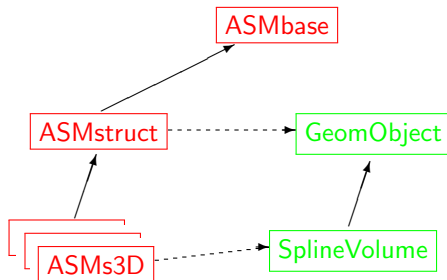 ASMbase
ASMstruct
GeomObject
SplineVolume
ASMs3D